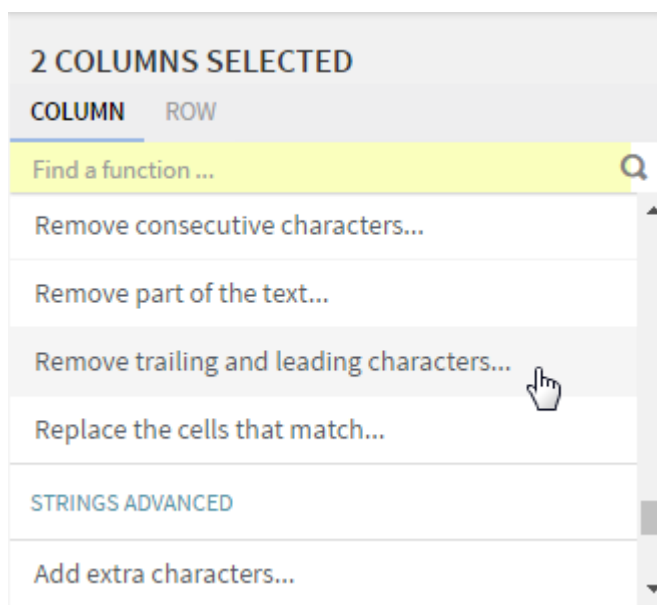 2 COLUMNS SELECTED
COLUMN ROW
Find a function ...
Remove consecutive characters...
Remove part of the text...
Remove trailing and leading characters...
Replace the cells that match...
STRINGS ADVANCED
Add extra characters...